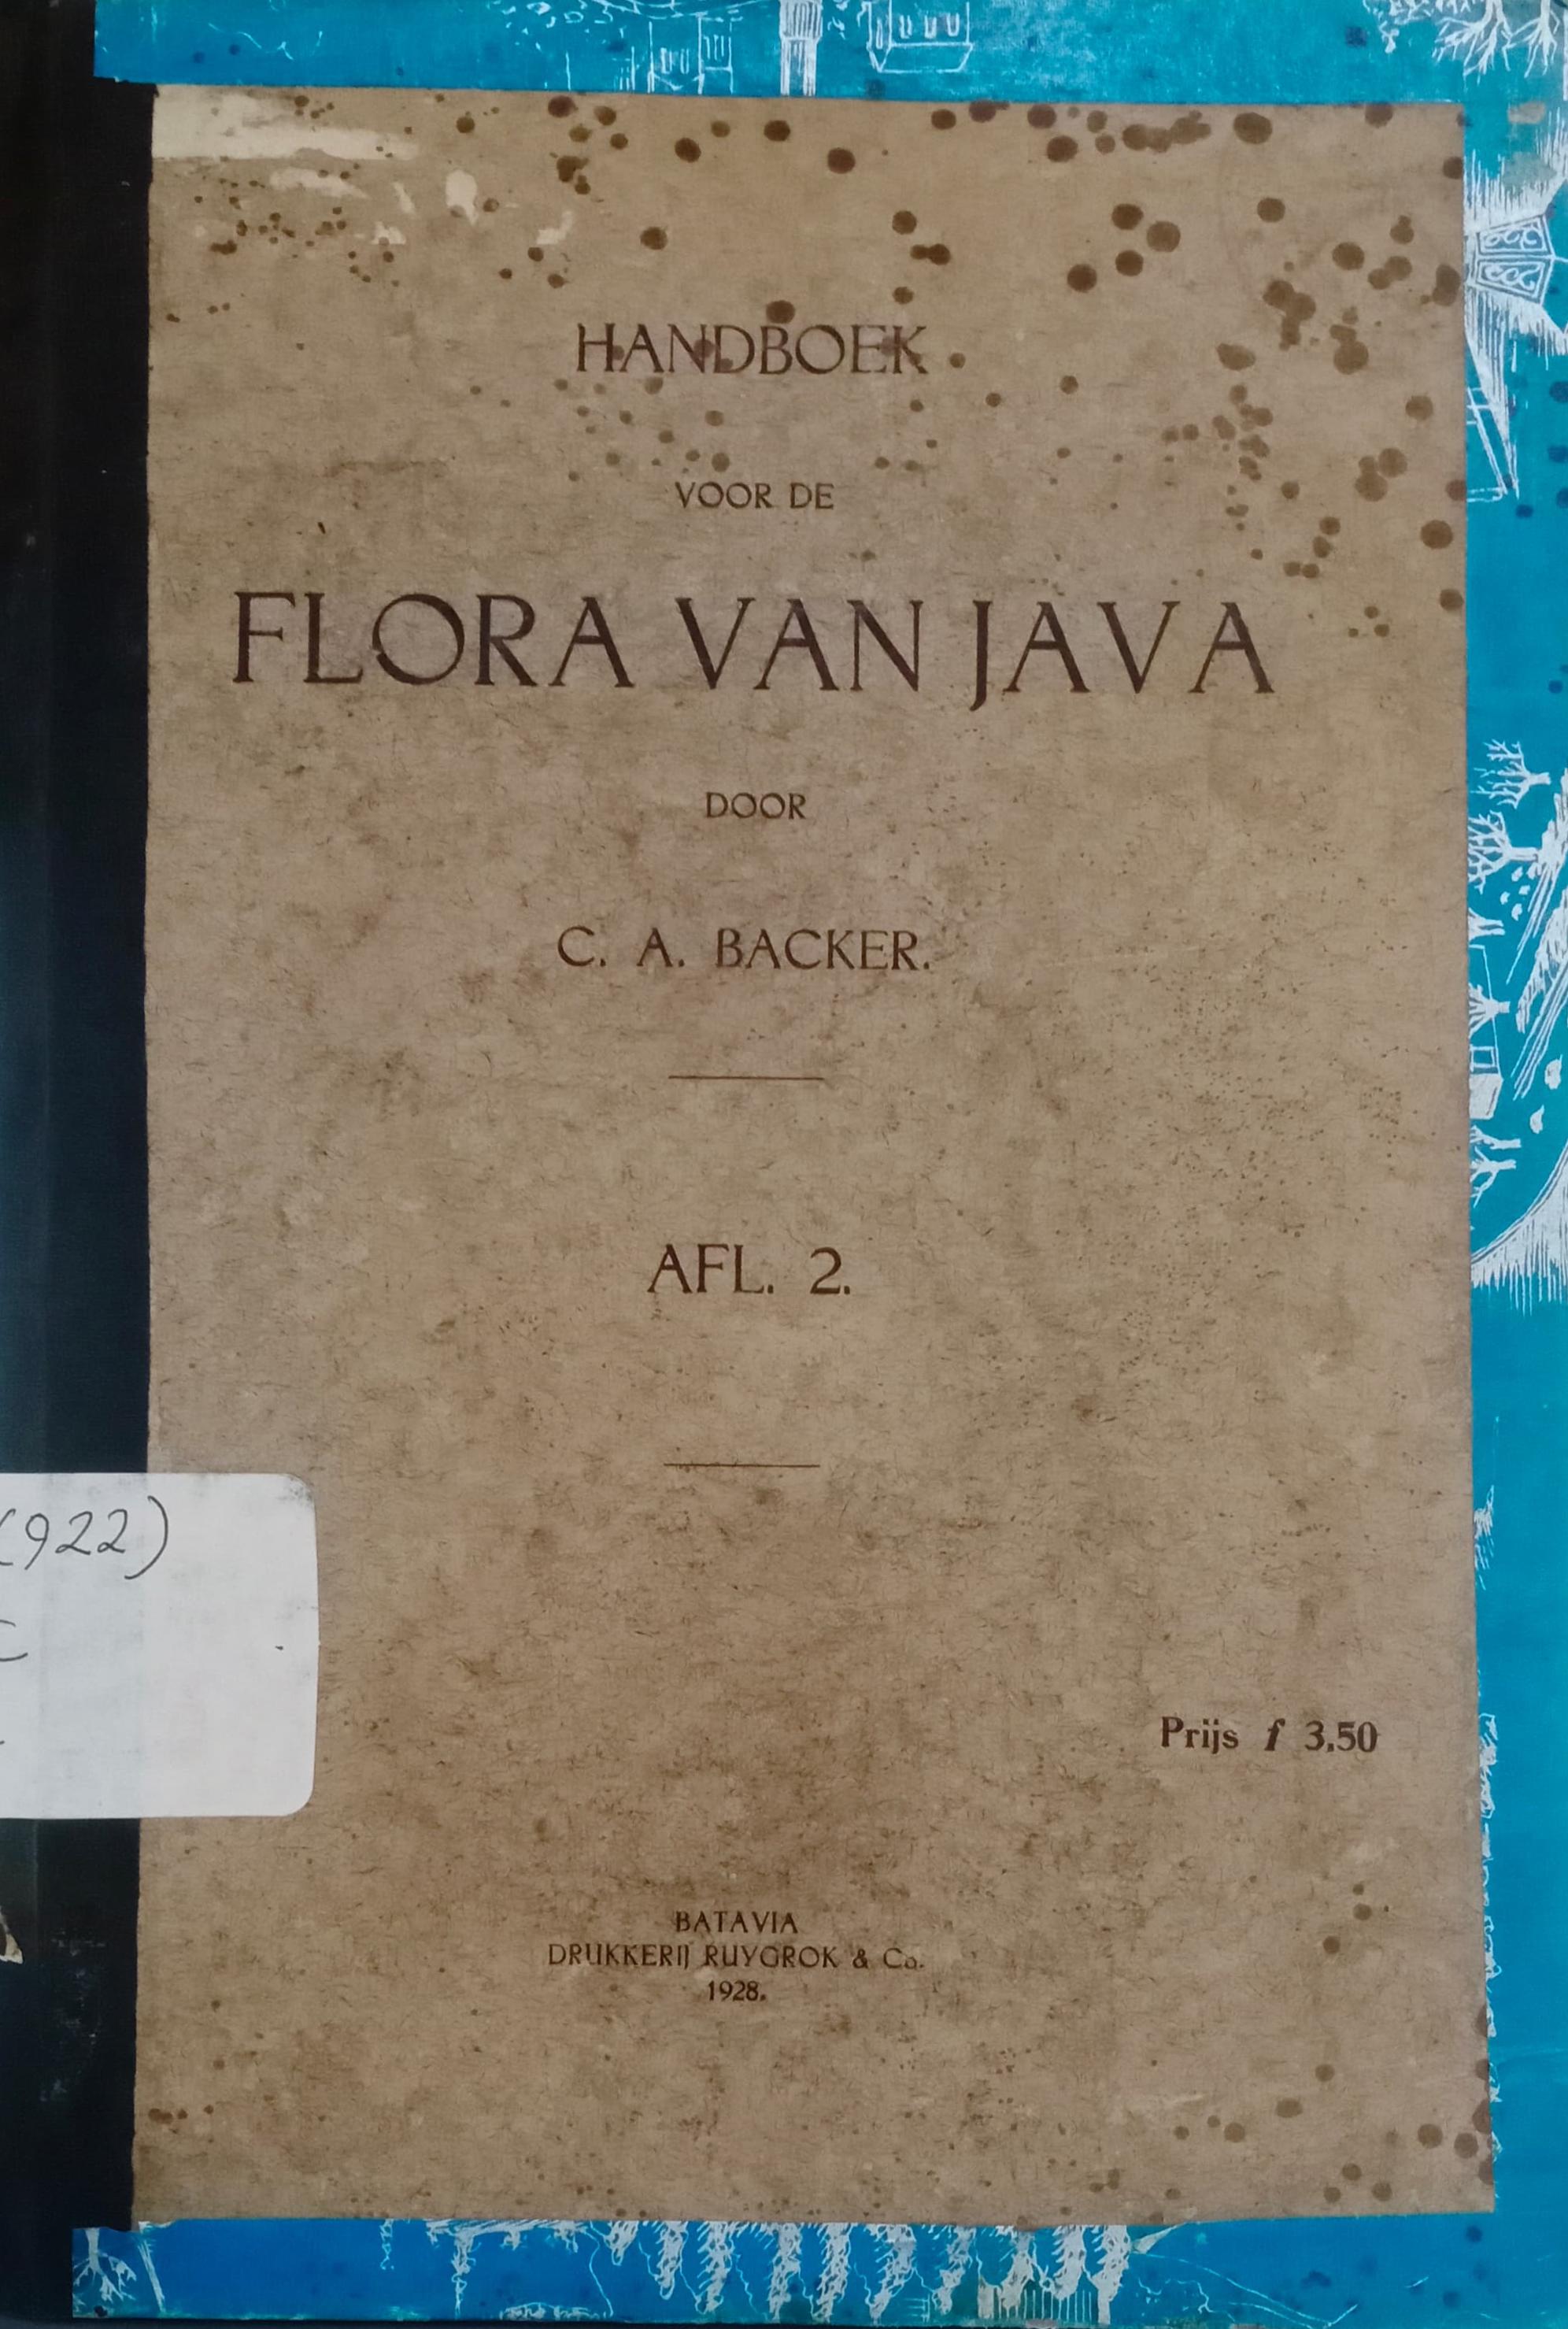 HANDBOEK
VOOR DE
FLORA VAN JAVA
DOOR
C. A. BACKER.
AFL. 2.
(922)
Prijs f 3.50
BATAVIA
DRUKKERIJ RUYGROK & Co.
1928.